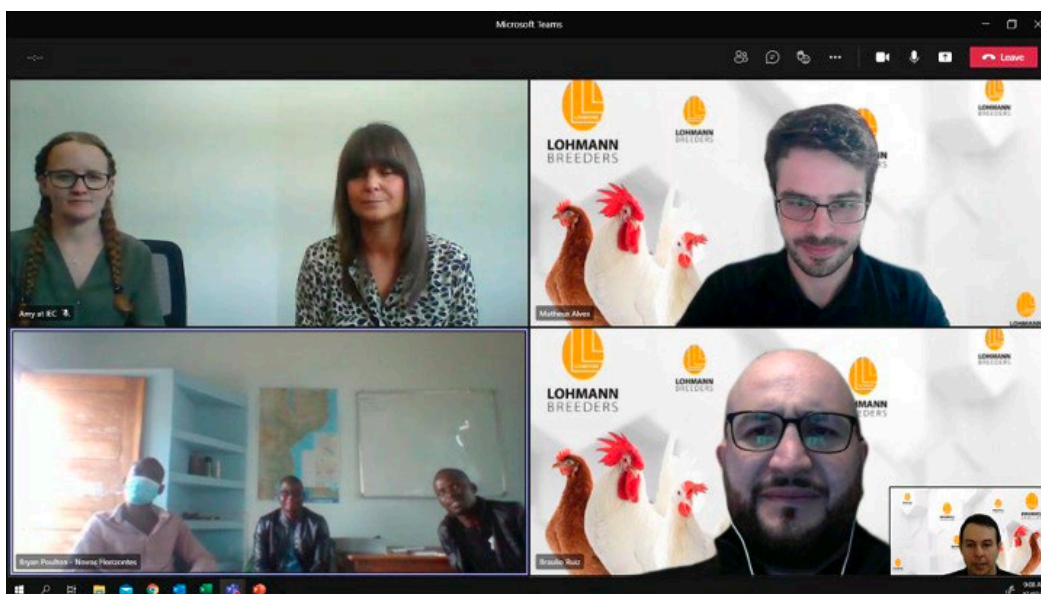 Microsoft Teams
Leave
LOHMANN
BREEDERS
LOHMANN
BREEDERS
LOHMANN
BREEDERS
Amy at IEC
Matheus Alves
LOHMANN
LOHMANN
BREEDERS
LOHMANN
BREEDERS
LOHMANN
BREEDERS
Bryan Poulton - Novos Horizontes
Braulio Ruiz